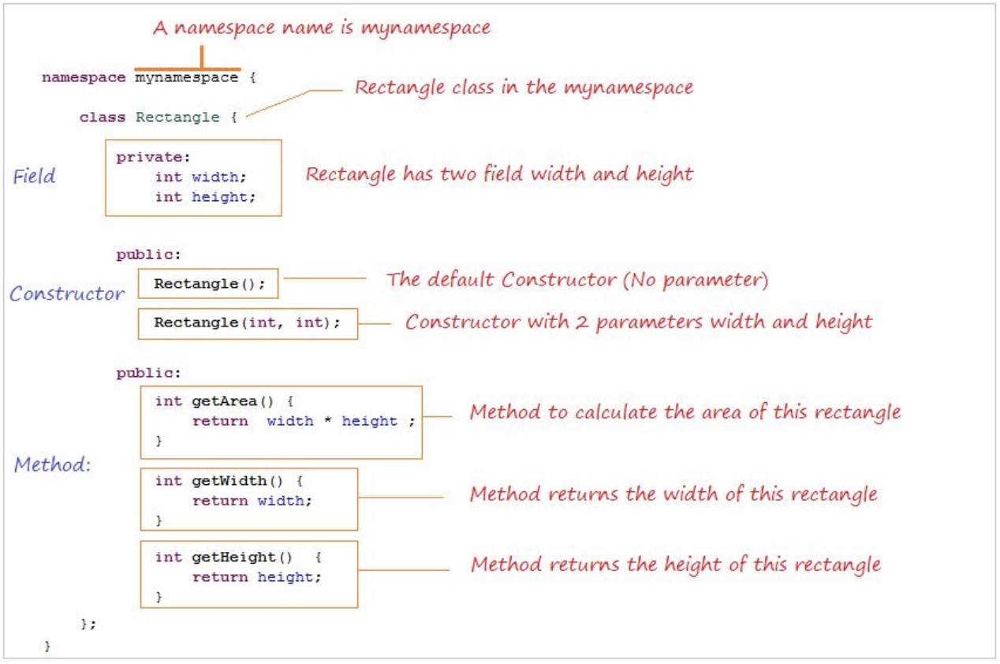 A namespace name is mynamespace
namespace mynamespace {
Rectangle class in the mynamespace
class Rectangle {
private:
Field
int width;
Rectangle has two field width and height
int height;
public:
Rectangle();
The default Constructor (No parameter)
Constructor
Rectangle(int, int);
Constructor with 2 parameters width and height
public:
int getArea() {
return width * height ;
Method to calculate the area of this rectangle
}
Method:
int getWidth() {
return width;
Method returns the width of this rectangle
}
int getHeight() {
return height;
Method returns the height of this rectangle
}
};
}